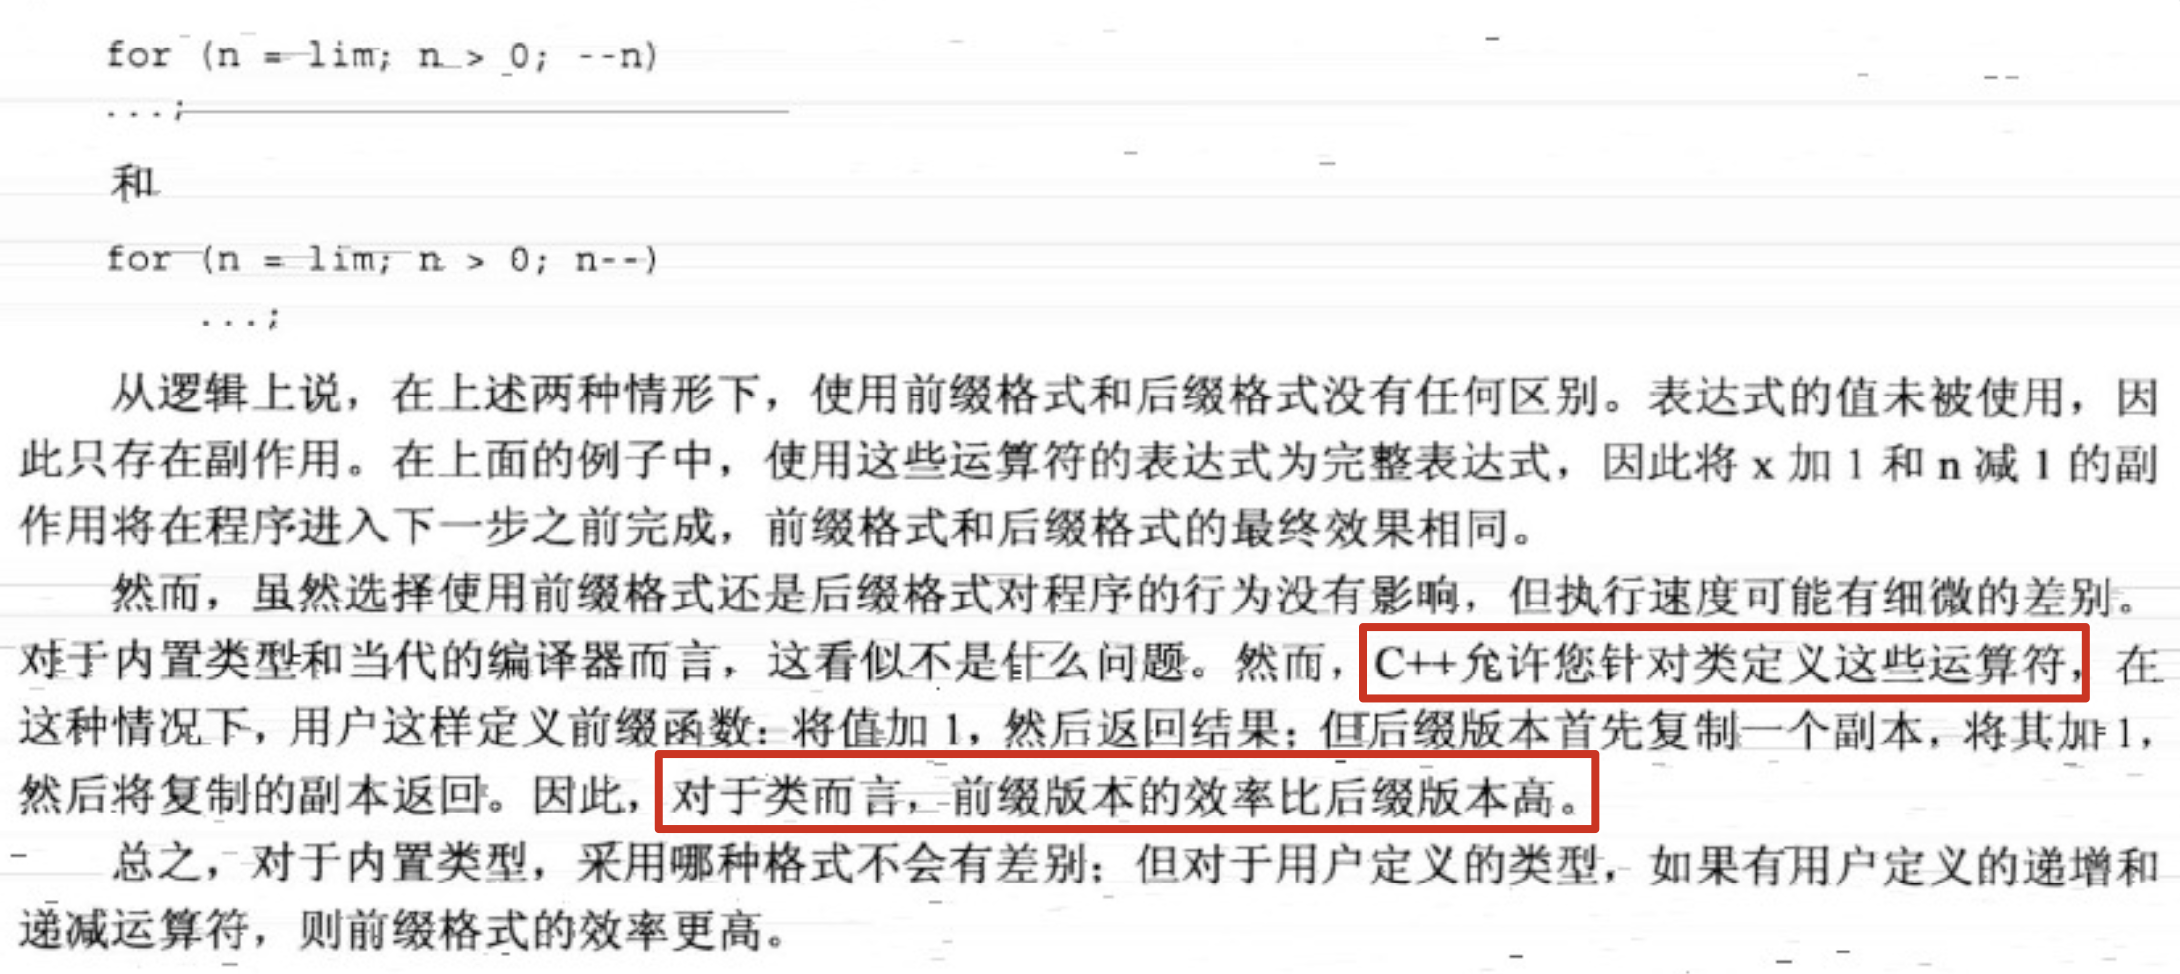 for (n = lim; n > 0; --n)
...;
和
for (n = lim; n > 0; n--)
...;
从逻辑上说，在上述两种情形下，使用前缀格式和后缀格式没有任何区别。表达式的值未被使用，因
此只存在副作用。在上面的例子中，使用这些运算符的表达式为完整表达式，因此将 x 加 1 和 n 减 1 的副
作用将在程序进入下一步之前完成，前缀格式和后缀格式的最终效果相同。
然而，虽然选择使用前缀格式还是后缀格式对程序的行为没有影响，但执行速度可能有细微的差别。
对于内置类型和当代的编译器而言，这看似不是什么问题。然而，C++允许您针对类定义这些运算符，在
这种情况下，用户这样定义前缀函数：将值加 1，然后返回结果；但后缀版本首先复制一个副本，将其加 1，
然后将复制的副本返回。因此，对于类而言，前缀版本的效率比后缀版本高。
总之，对于内置类型，采用哪种格式不会有差别；但对于用户定义的类型，如果有用户定义的递增和
递减运算符，则前缀格式的效率更高。